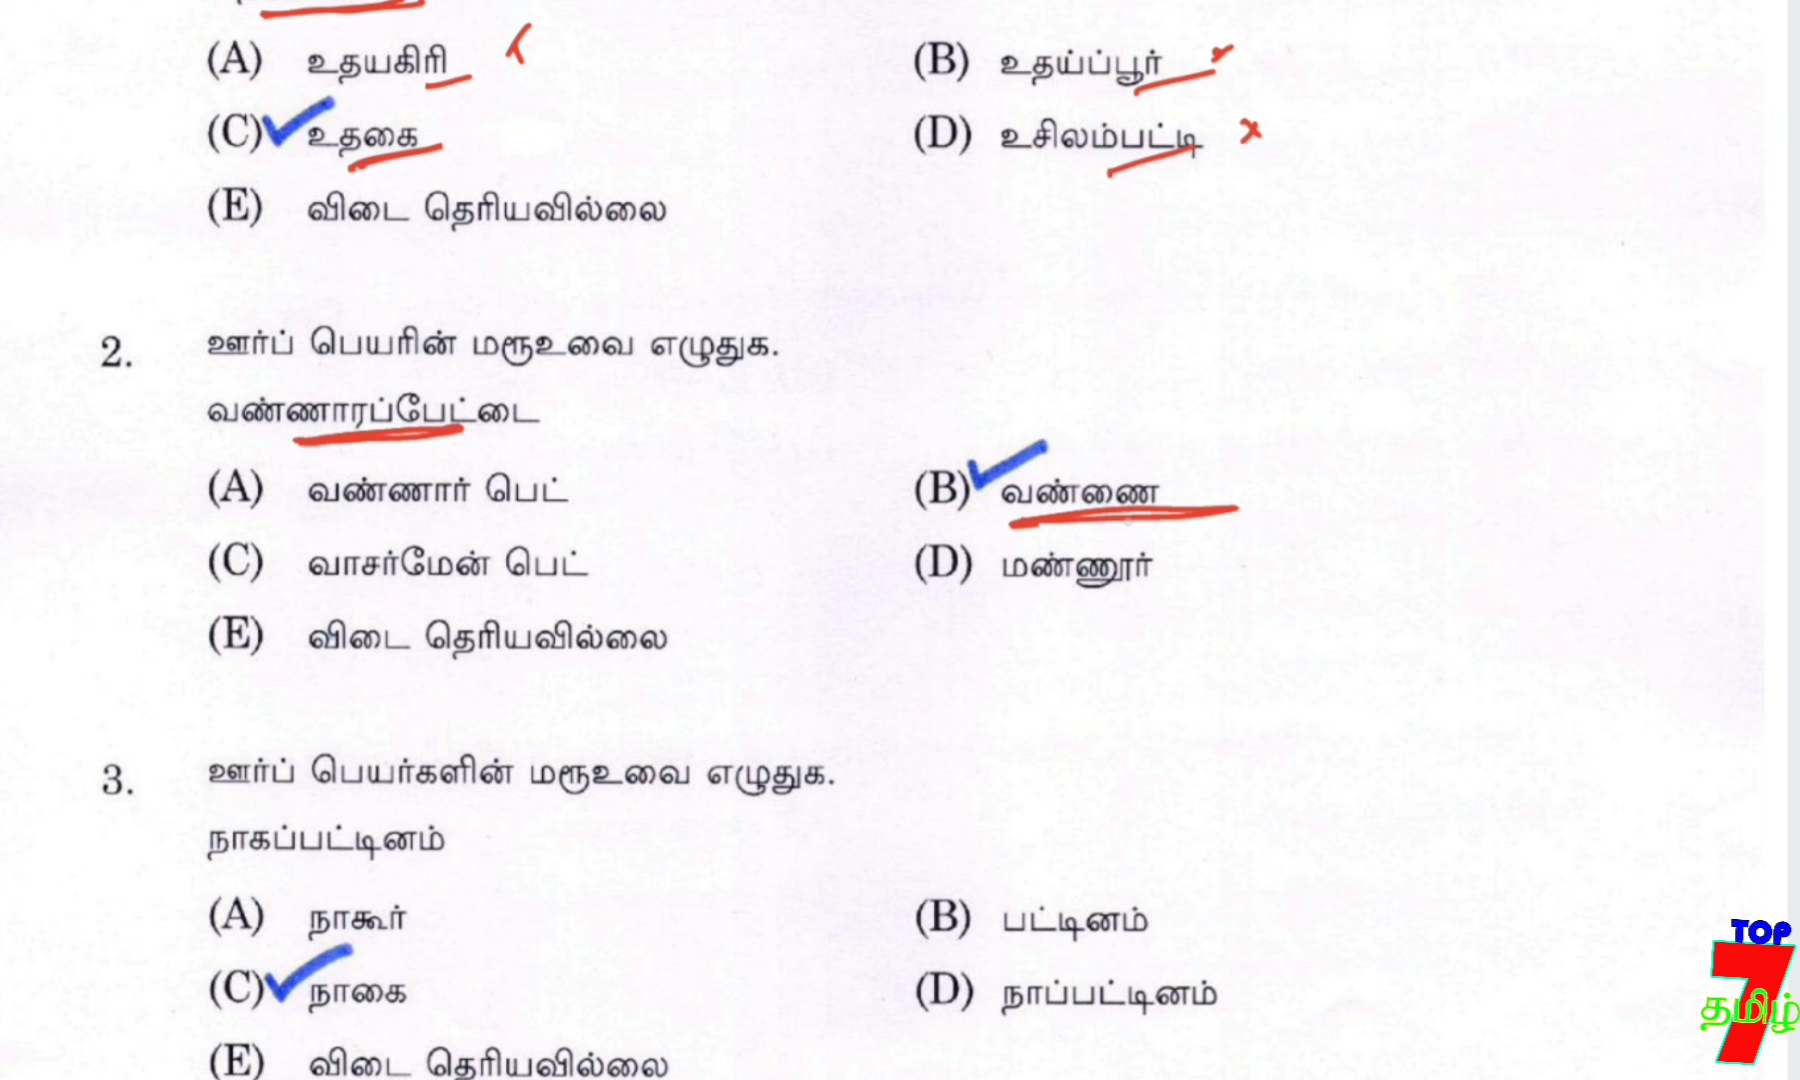 (A) உதயகிரி (B) உதய்ப்பூர்
(C) உதகை (D) உசிலம்பட்டி
(E) விடை தெரியவில்லை
2. ஊர்ப் பெயரின் மரூஉவை எழுதுக.
வண்ணாரப்பேட்டை
(A) வண்ணார் பெட் (B) வண்ணை
(C) வாசர்மேன் பெட் (D) மண்ணூர்
(E) விடை தெரியவில்லை
3. ஊர்ப் பெயர்களின் மரூஉவை எழுதுக.
நாகப்பட்டினம்
(A) நாகூர் (B) பட்டினம்
(C) நாகை (D) நாப்பட்டினம்
(E) விடை தெரியவில்லை
TOP
7
தமிழ்